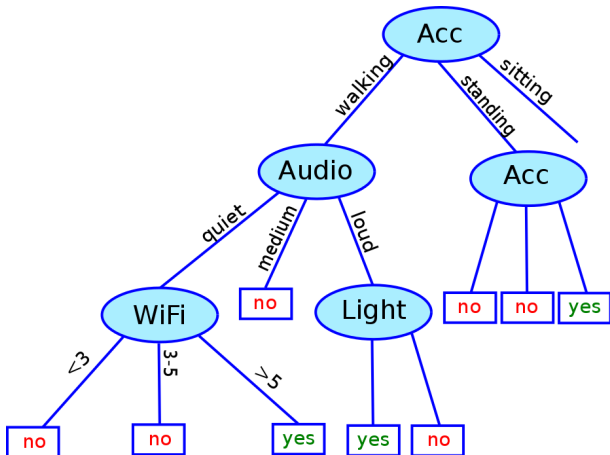 Acc
walking
standing
sitting
Audio
Acc
quiet
medium
loud
no
no
yes
no
WiFi
Light
<3
3-5
>5
no
no
yes
yes
no